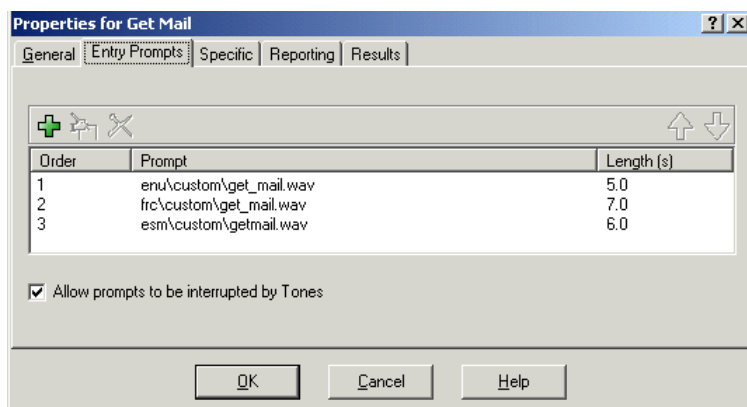 Properties for Get Mail
General Entry Prompts Specific Reporting Results
Order Prompt Length (s)
1 enu\custom\get_mail.wav 5.0
2 frc\custom\get_mail.wav 7.0
3 esm\custom\getmail.wav 6.0
Allow prompts to be interrupted by Tones
OK Cancel Help